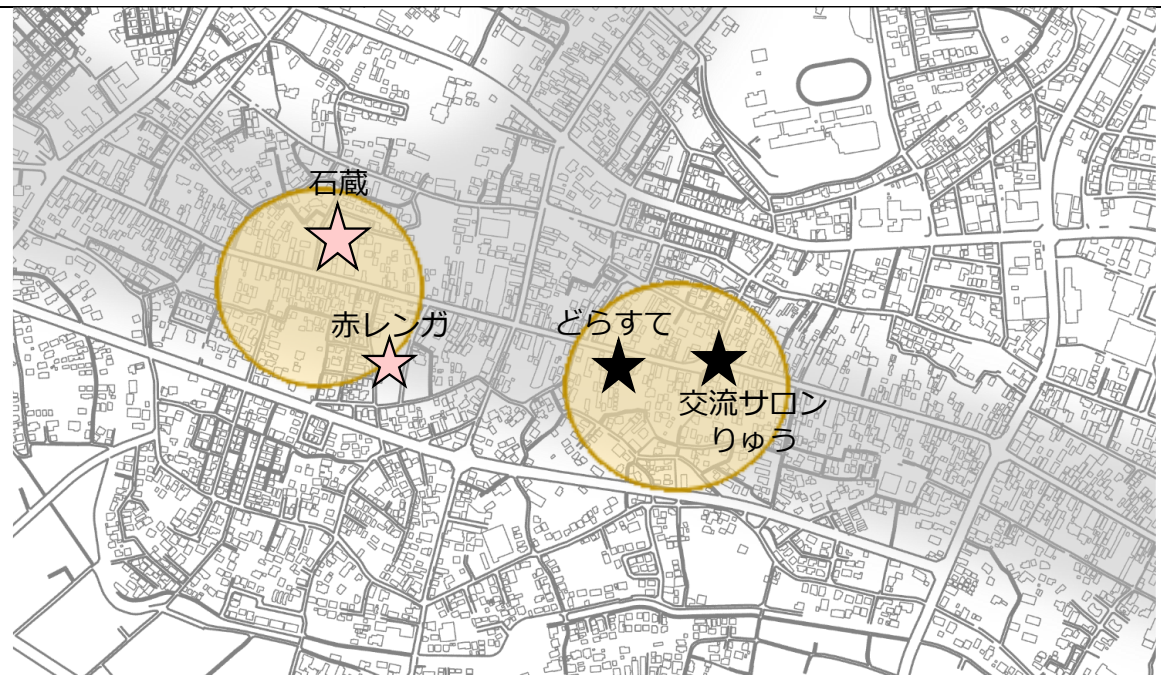 石蔵
赤レンガ
どらすて
交流サロン
りゅう